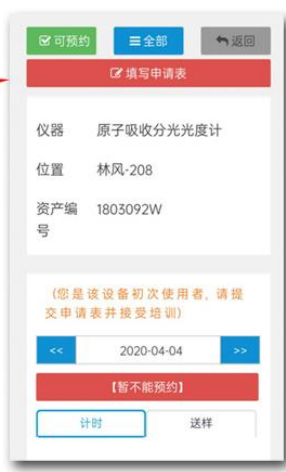 可预约 全部 返回
填写申请表
仪器 原子吸收分光光度计
位置 林风-208
资产编 1803092W
号
(您是该设备初次使用者, 请提
交申请表并接受培训)
<< 2020-04-04 >>
【暂不能预约】
计时 送样